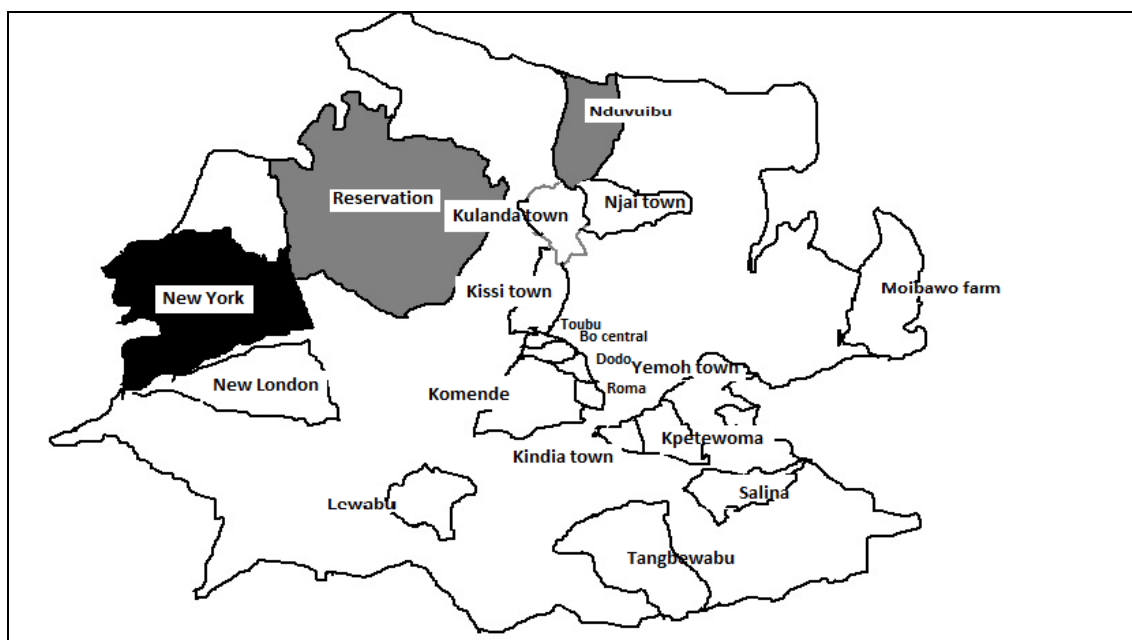 Nduvuibu
Reservation
Njai town
Kulanda town
Moibawo farm
New York
Kissi town
Toubu
Bo central
Dodo
Yemoh town
New London
Komende
Roma
Kpetewoma
Kindia town
Salina
Lewabu
Tangbewabu